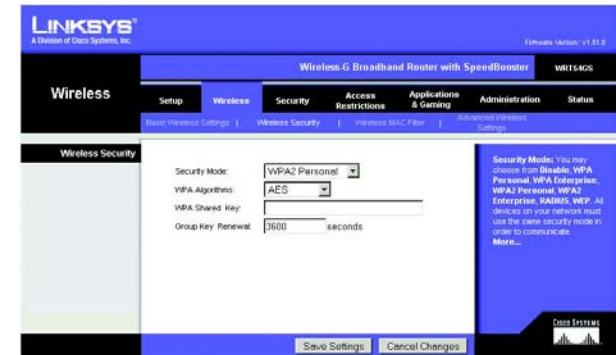 LINKSYS®
A Division of Cisco Systems, Inc.
Firmware Version: v1.51.0
Wireless-G Broadband Router with SpeedBooster
WRT54GS
Wireless
Setup
Wireless
Security
Access Restrictions
Applications & Gaming
Administration
Status
Basic Wireless Settings |
Wireless Security
| Wireless MAC Filter |
Advanced Wireless Settings
Wireless Security
Security Mode: WPA2 Personal
WPA Algorithms: AES
WPA Shared Key:
Group Key Renewal: 3600 seconds
Security Mode: You may
choose from Disable, WPA
Personal, WPA Enterprise,
WPA2 Personal, WPA2
Enterprise, RADIUS, WEP. All
devices on your network must
use the same security mode in
order to communicate.
More...
Save Settings
Cancel Changes
CISCO SYSTEMS